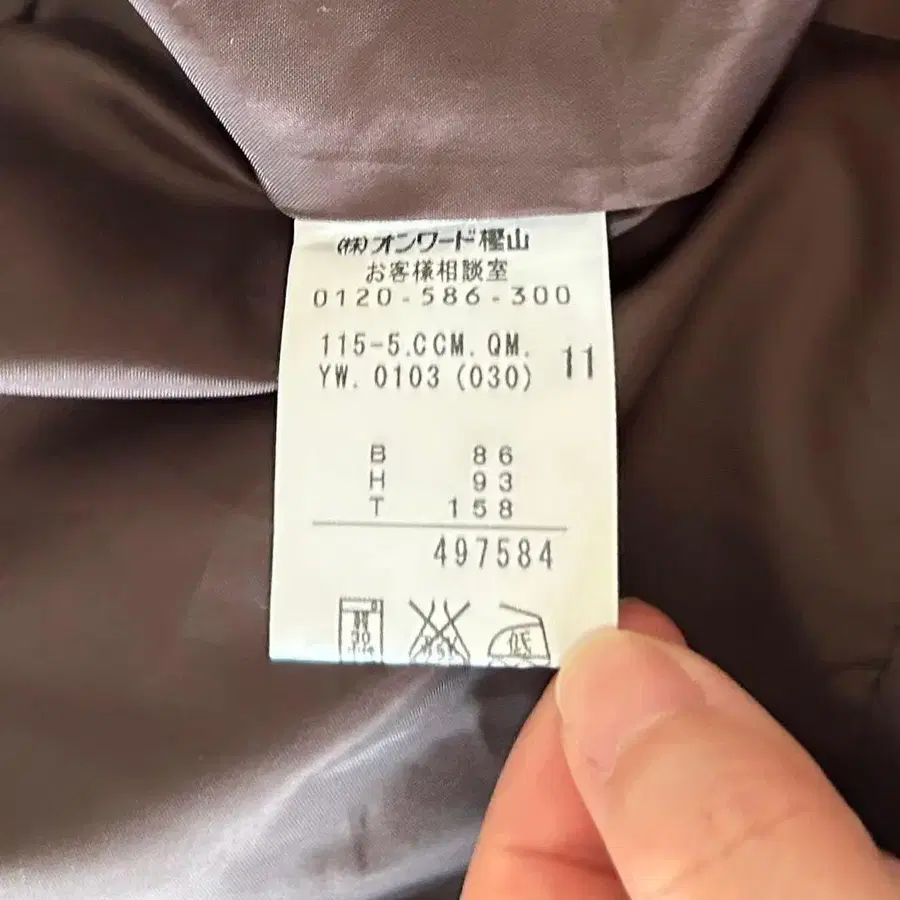 (株)オンワード樫山
お客様相談室
0120-586-300
115-5.CCM.QM.
YW.0103(030) 11
B 86
H 93
T 158
497584
30
低